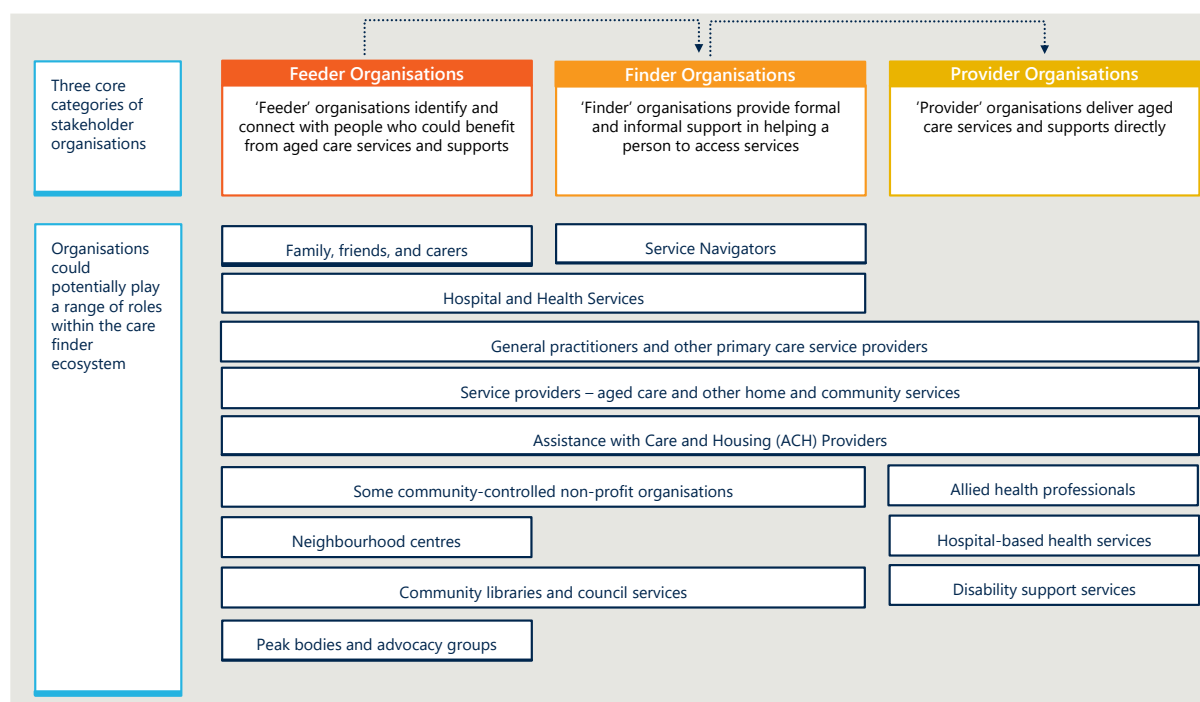 Three core
categories of
stakeholder
organisations
Feeder Organisations
'Feeder' organisations identify and
connect with people who could benefit
from aged care services and supports
Finder Organisations
'Finder' organisations provide formal
and informal support in helping a
person to access services
Provider Organisations
'Provider' organisations deliver aged
care services and supports directly
Organisations
could
potentially play
a range of roles
within the care
finder
ecosystem
Family, friends, and carers
Service Navigators
Hospital and Health Services
General practitioners and other primary care service providers
Service providers – aged care and other home and community services
Assistance with Care and Housing (ACH) Providers
Some community-controlled non-profit organisations
Allied health professionals
Neighbourhood centres
Hospital-based health services
Community libraries and council services
Disability support services
Peak bodies and advocacy groups